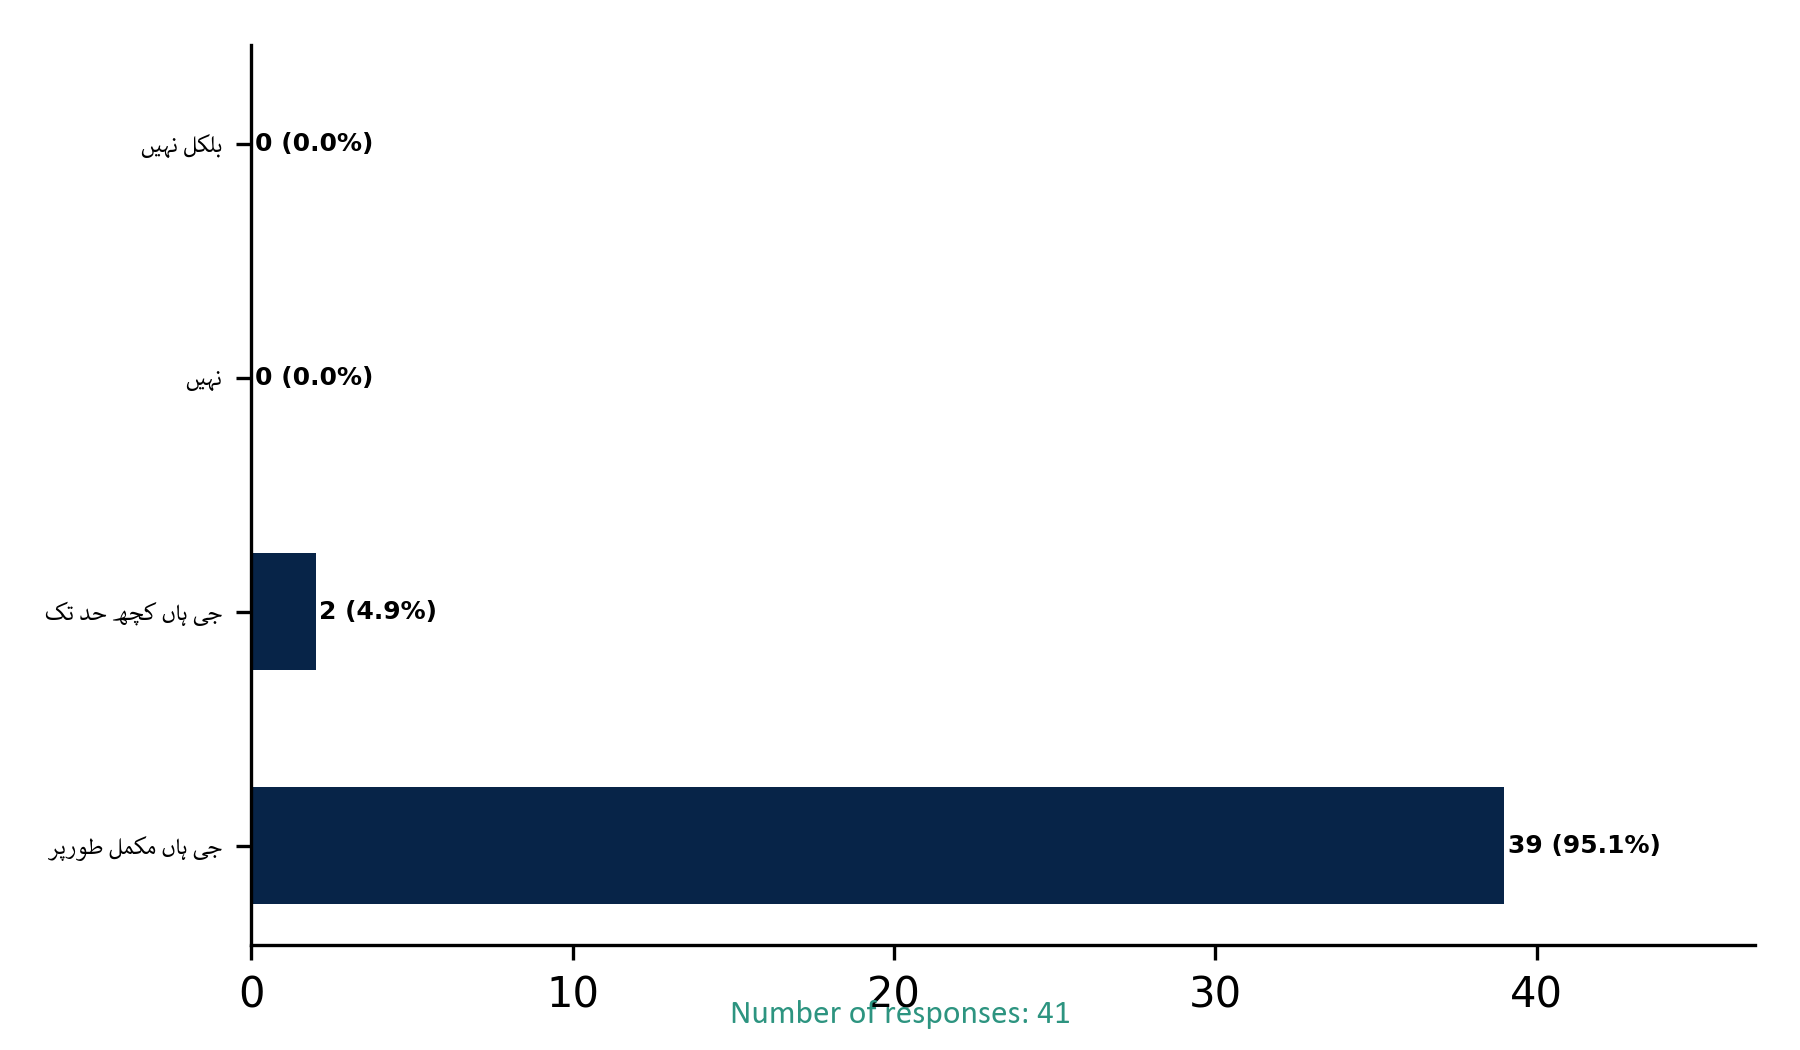 بلکل نہیں
0 (0.0%)
نہیں
0 (0.0%)
جی ہاں کچھ حد تک
2 (4.9%)
جی ہاں مکمل طورپر
39 (95.1%)
0 10 20 30 40
Number of responses: 41